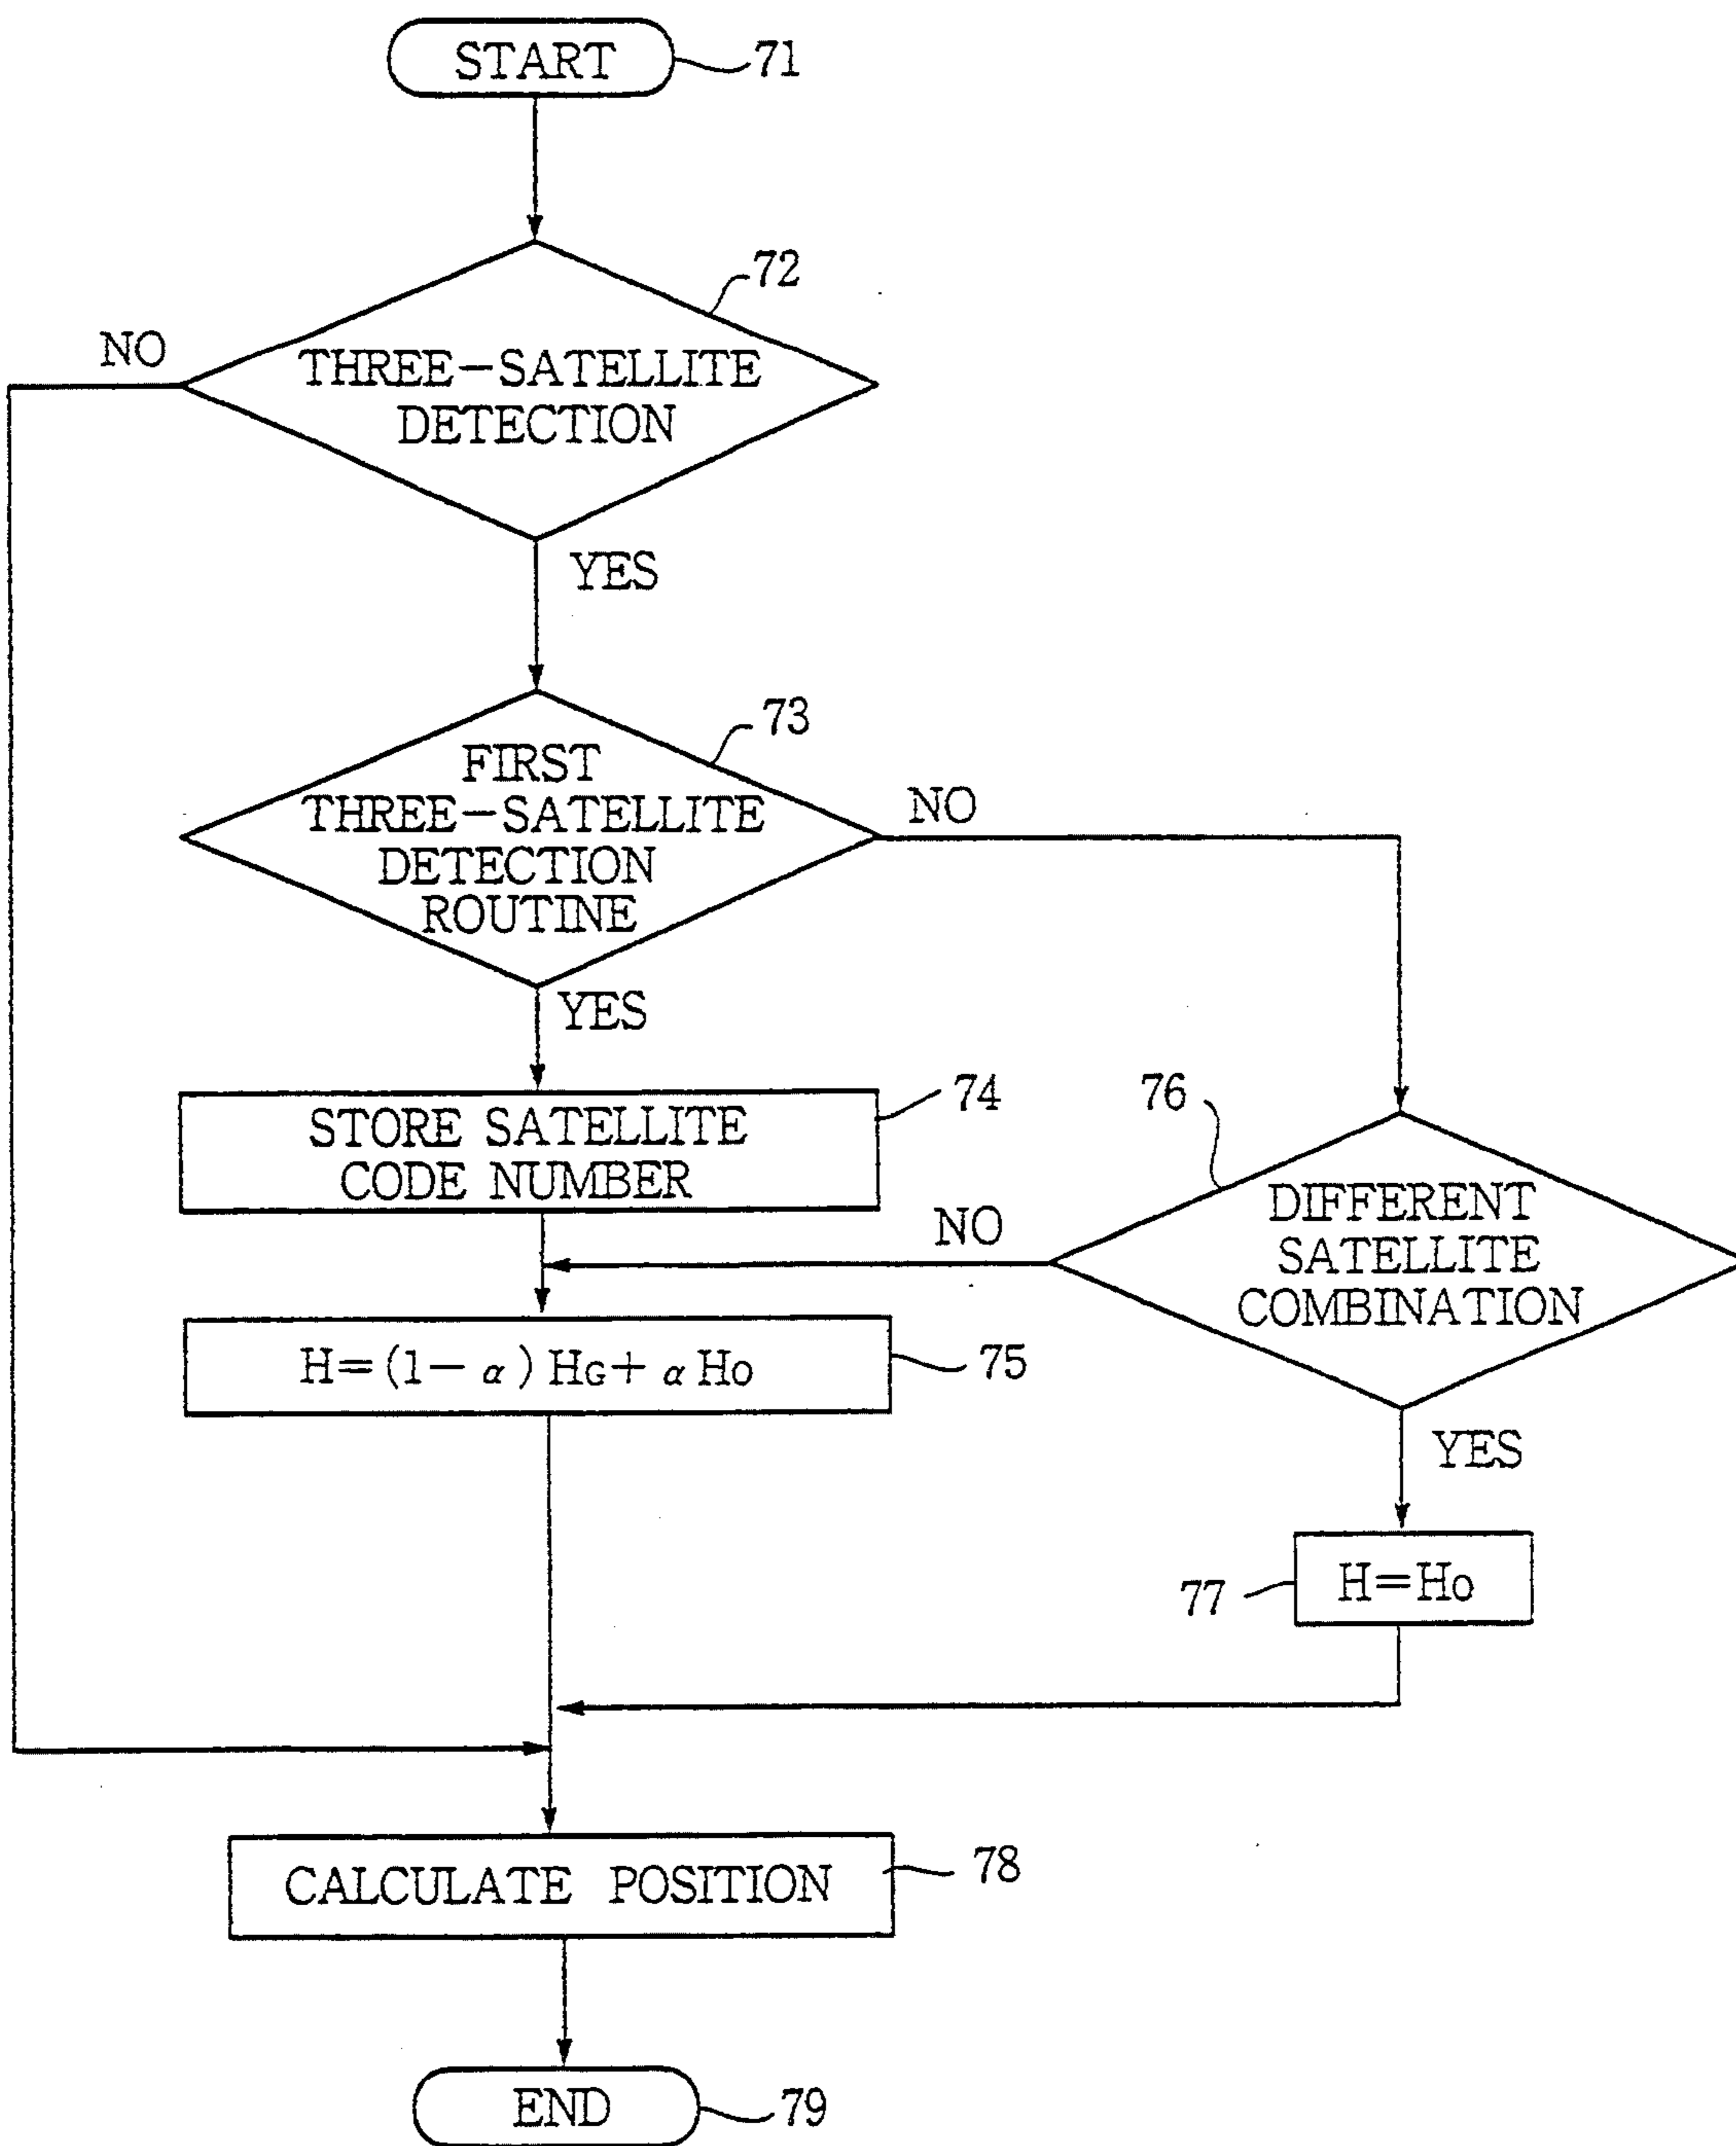 START
71
72
NO
THREE-SATELLITE
DETECTION
YES
73
FIRST
THREE-SATELLITE
DETECTION
ROUTINE
NO
YES
74
STORE SATELLITE
CODE NUMBER
76
DIFFERENT
SATELLITE
COMBINATION
NO
H=(1-α) HG+ α Ho
75
YES
77
H=Ho
CALCULATE POSITION
78
END
79